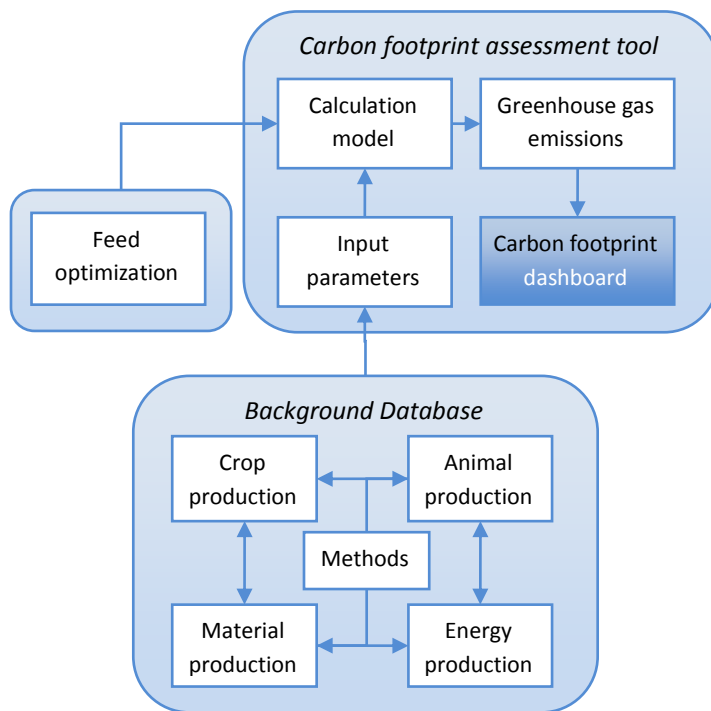 Carbon footprint assessment tool
Calculation
model
Greenhouse gas
emissions
Feed
optimization
Input
parameters
Carbon footprint
dashboard
Background Database
Crop
production
Animal
production
Methods
Material
production
Energy
production